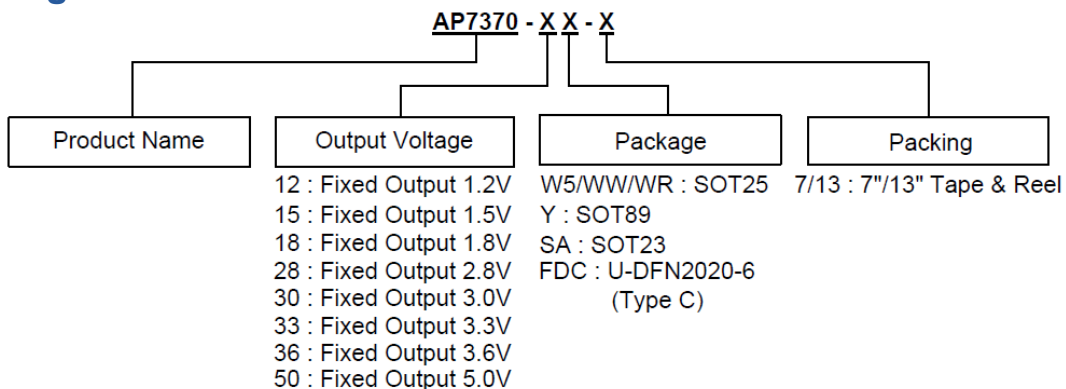 AP7370 - X X - X
Product Name
Output Voltage
Package
Packing
12 : Fixed Output 1.2V
15 : Fixed Output 1.5V
18 : Fixed Output 1.8V
28 : Fixed Output 2.8V
30 : Fixed Output 3.0V
33 : Fixed Output 3.3V
36 : Fixed Output 3.6V
50 : Fixed Output 5.0V
W5/WW/WR : SOT25
Y : SOT89
SA : SOT23
FDC : U-DFN2020-6
(Type C)
7/13 : 7"/13" Tape & Reel